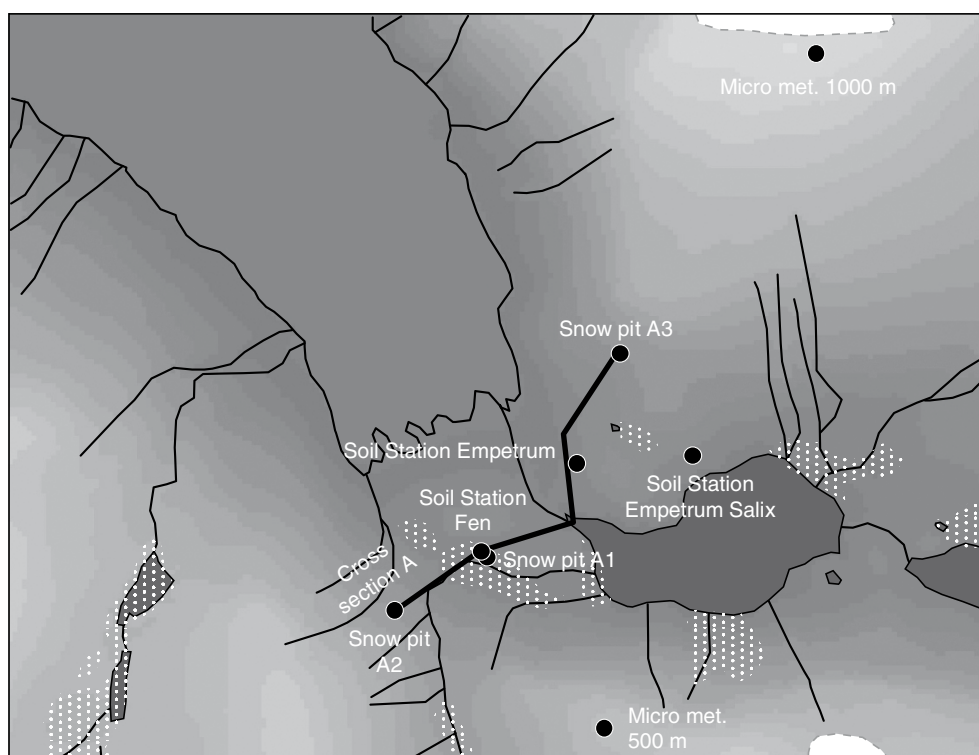 Micro met. 1000 m
Snow pit A3
Soil Station Empetrum
Soil Station
Empetrum Salix
Soil Station
Fen
Snow pit A1
Cross
section A
Snow pit
A2
Micro met.
500 m